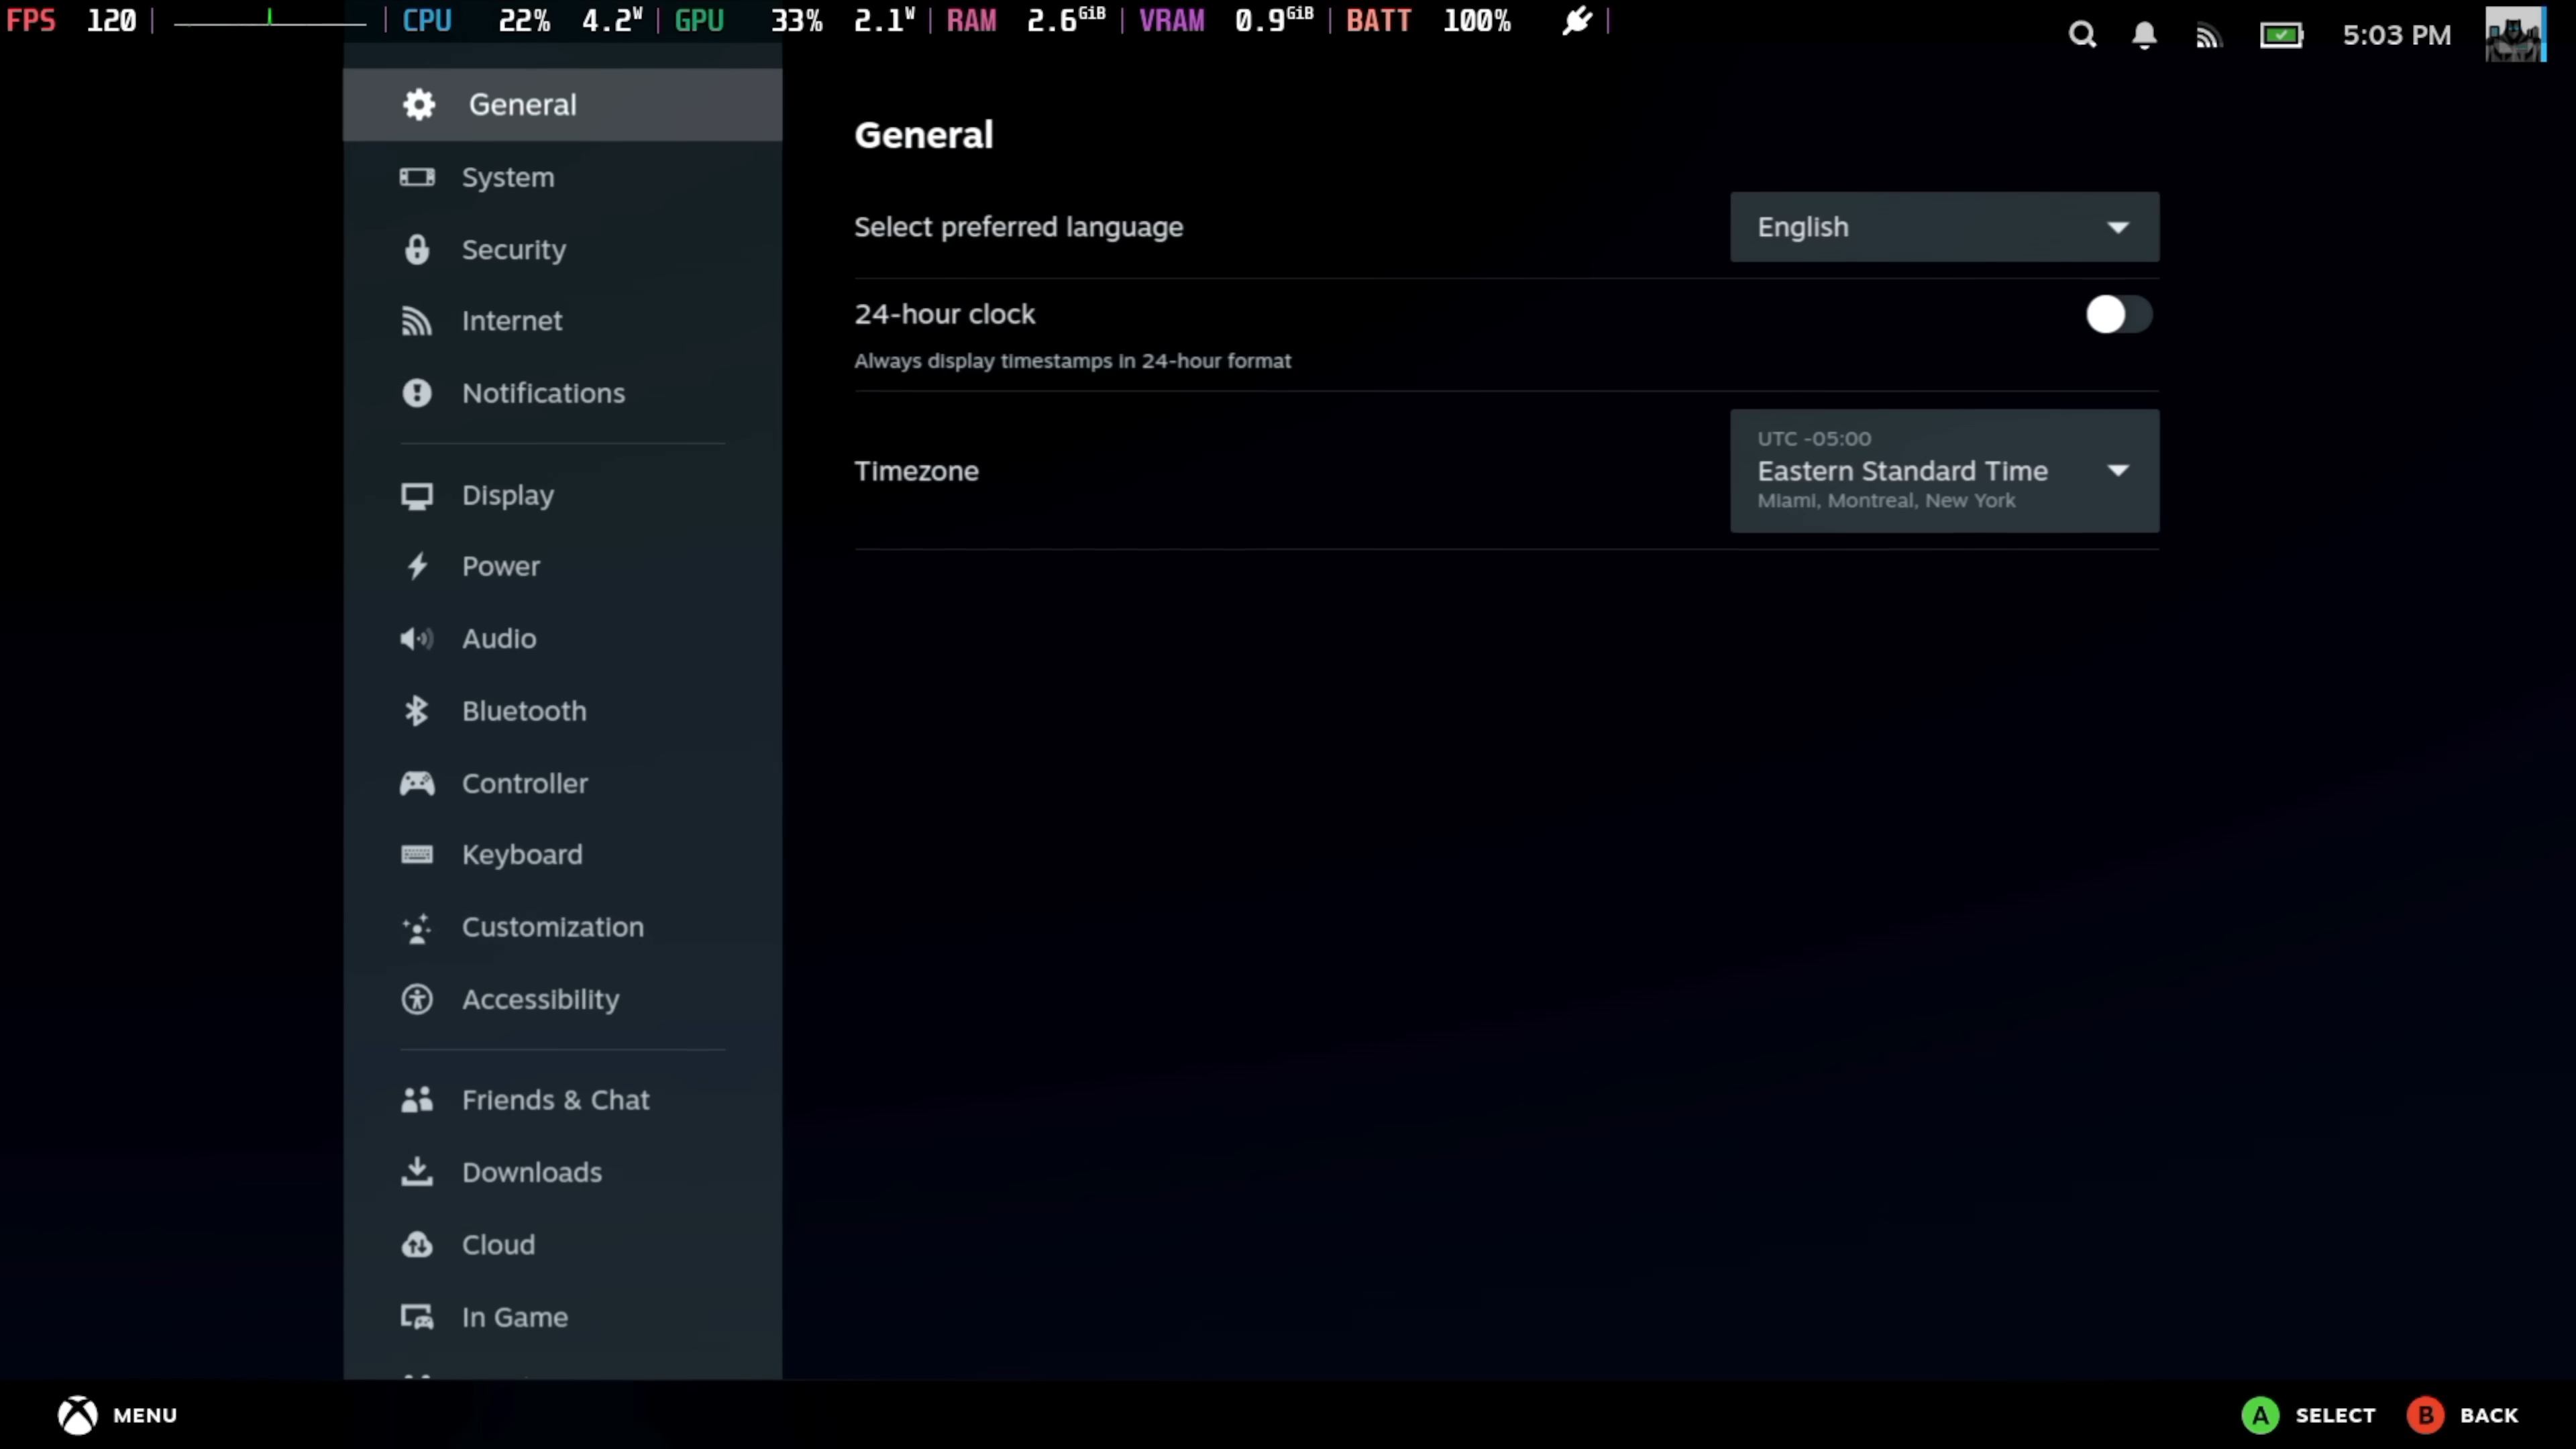 FPS 120 | CPU 22% 4.2W | GPU 33% 2.1W | RAM 2.6GiB | VRAM 0.9GiB | BATT 100% |
5:03 PM
General
System
Security
Internet
Notifications
Display
Power
Audio
Bluetooth
Controller
Keyboard
Customization
Accessibility
Friends & Chat
Downloads
Cloud
In Game
General
Select preferred language
English
24-hour clock
Always display timestamps in 24-hour format
Timezone
UTC -05:00
Eastern Standard Time
Miami, Montreal, New York
MENU
A SELECT B BACK